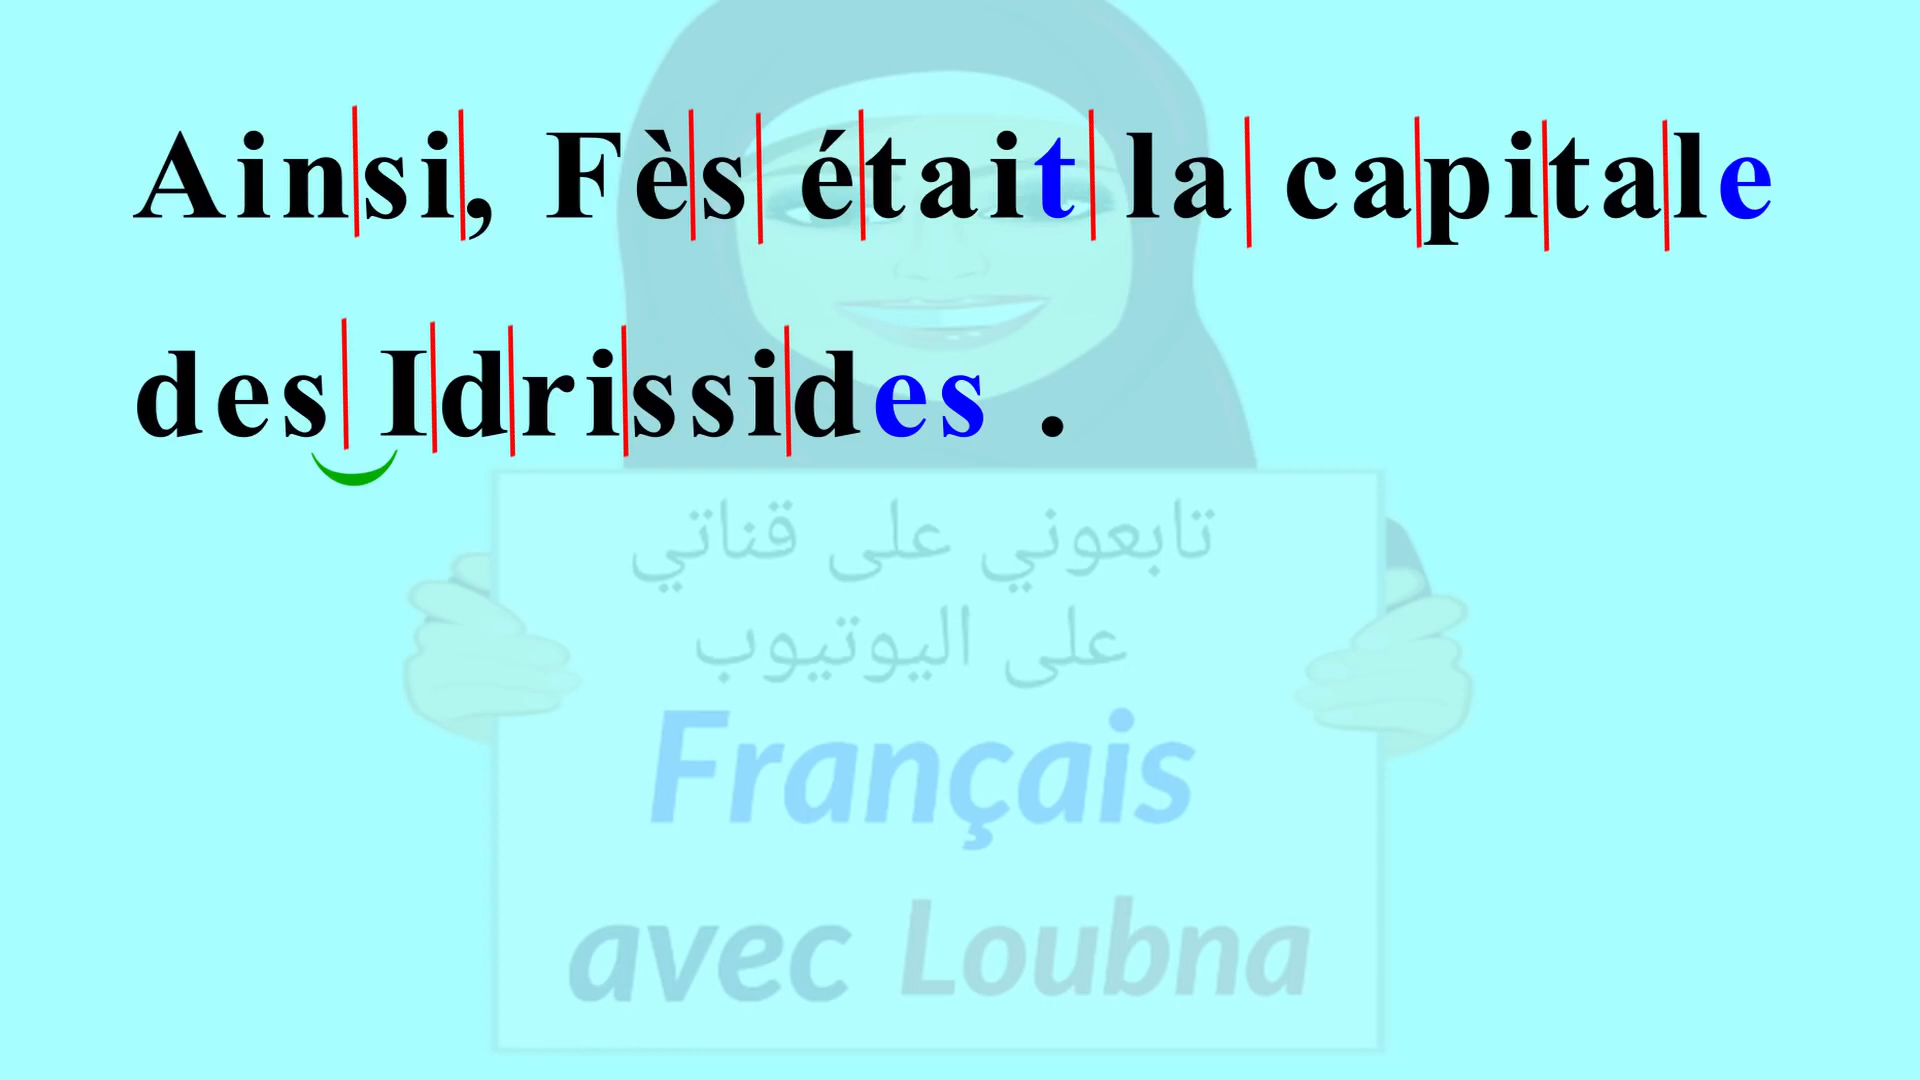 Ainsi, Fès était la capitale
des Idrissides .
تابعوني على قناتي
على اليوتيوب
Français
avec Loubna